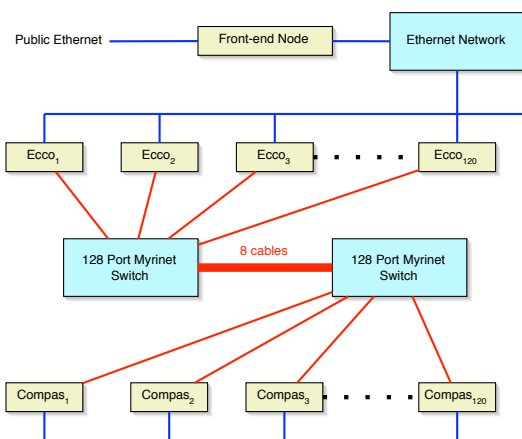 Public Ethernet
Front-end Node
Ethernet Network
Ecco1
Ecco2
Ecco3
Ecco120
8 cables
128 Port Myrinet
Switch
128 Port Myrinet
Switch
Compas1
Compas2
Compas3
Compas120